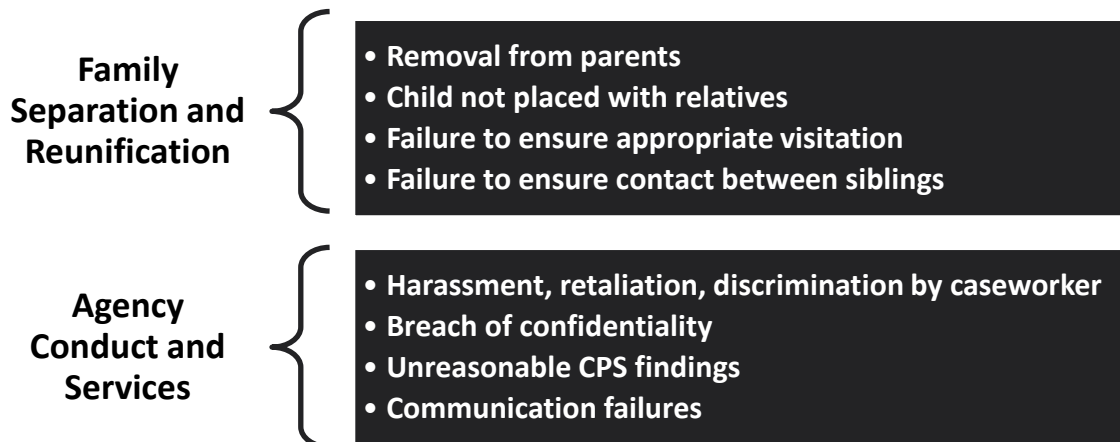 Family
Separation and
Reunification
• Removal from parents
• Child not placed with relatives
• Failure to ensure appropriate visitation
• Failure to ensure contact between siblings
Agency
Conduct and
Services
• Harassment, retaliation, discrimination by caseworker
• Breach of confidentiality
• Unreasonable CPS findings
• Communication failures